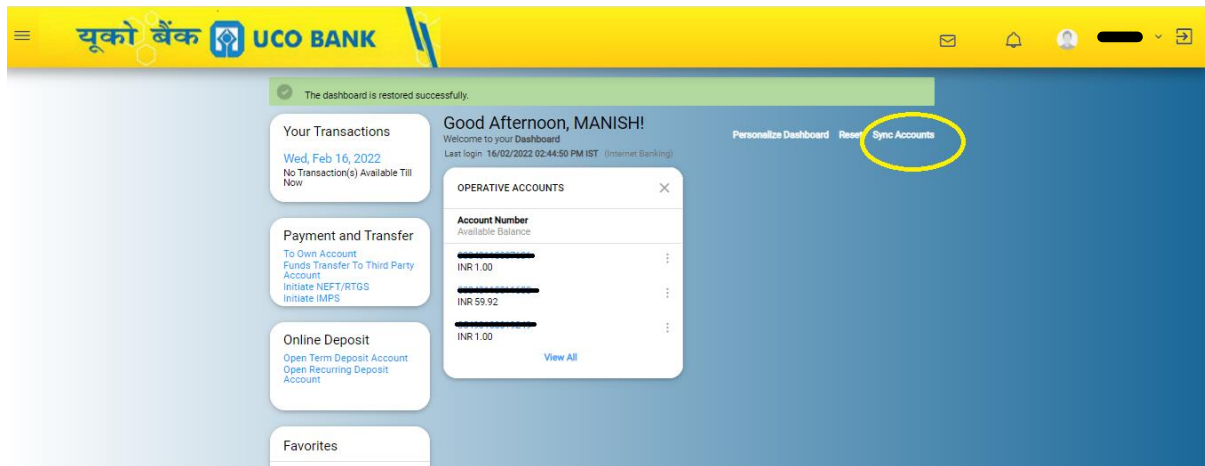 यूको बैंक UCO BANK
The dashboard is restored successfully.
Your Transactions
Wed, Feb 16, 2022
No Transaction(s) Available Till
Now
Payment and Transfer
To Own Account
Funds Transfer To Third Party
Account
Initiate NEFT/RTGS
Initiate IMPS
Online Deposit
Open Term Deposit Account
Open Recurring Deposit
Account
Favorites
Good Afternoon, MANISH!
Welcome to your Dashboard
Last login 16/02/2022 02:44:50 PM IST (Internet Banking)
Personalize Dashboard Reset Sync Accounts
OPERATIVE ACCOUNTS
Account Number
Available Balance
INR 1.00
INR 59.92
INR 1.00
View All